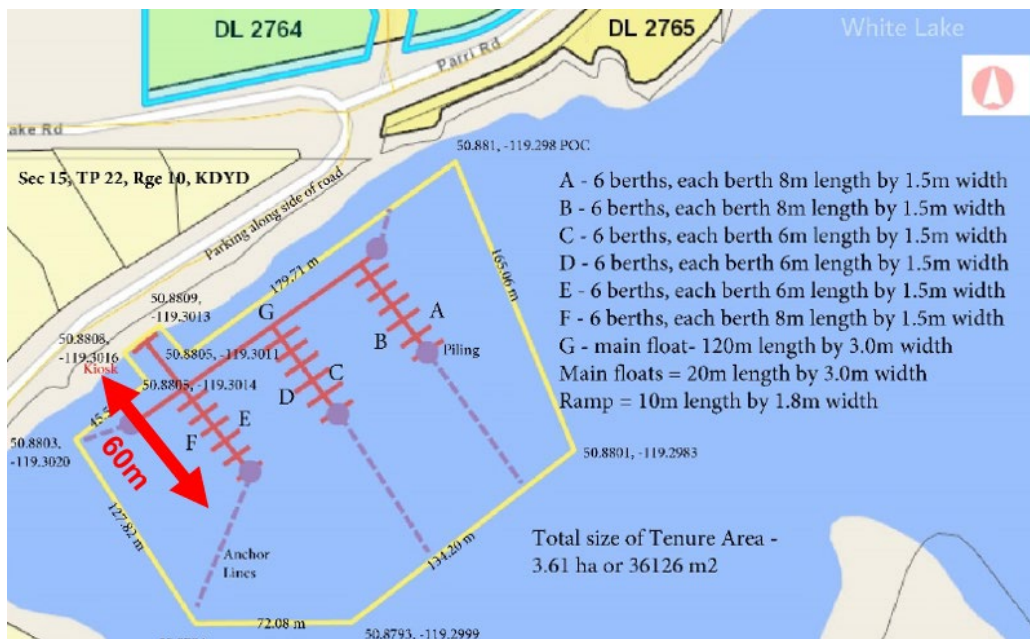 White Lake
DL 2764
DL 2765
Patri Rd
ake Rd
50.881, -119.298 POC
Sec 15, TP 22, Rge 10, KDYD
Parking along side of road
A - 6 berths, each berth 8m length by 1.5m width
B - 6 berths, each berth 8m length by 1.5m width
C - 6 berths, each berth 6m length by 1.5m width
D - 6 berths, each berth 6m length by 1.5m width
E - 6 berths, each berth 6m length by 1.5m width
F - 6 berths, each berth 8m length by 1.5m width
G - main float- 120m length by 3.0m width
Main floats = 20m length by 3.0m width
Ramp = 10m length by 1.8m width
179.71 m
165.06 m
50.8809,
-119.3013
50.8808,
-119.3016
Kiosk
50.8805, -119.3011
50.8805, -119.3014
G
A
B
Piling
C
D
E
F
45.5
60m
50.8803,
-119.3020
50.8801, -119.2983
127.82 m
Anchor
Lines
134.20 m
Total size of Tenure Area -
3.61 ha or 36126 m2
72.08 m
50.8793, -119.2999